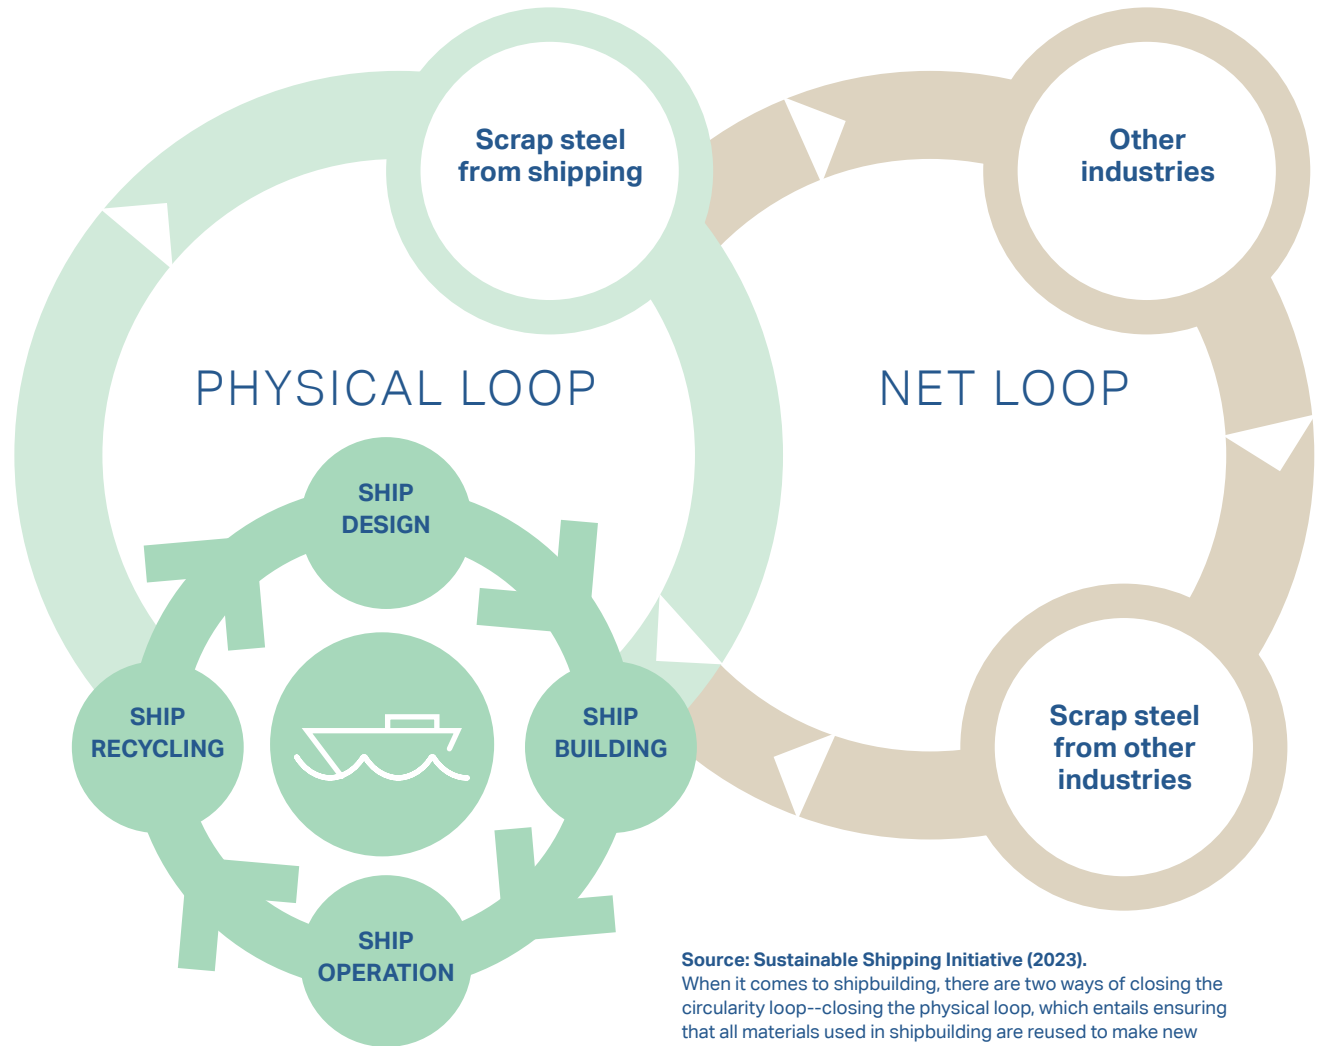 Scrap steel
from shipping
Other
industries
PHYSICAL LOOP
NET LOOP
SHIP
DESIGN
SHIP
RECYCLING
SHIP
BUILDING
Scrap steel
from other
industries
SHIP
OPERATION
Source: Sustainable Shipping Initiative (2023).
When it comes to shipbuilding, there are two ways of closing the
circularity loop--closing the physical loop, which entails ensuring
that all materials used in shipbuilding are reused to make new